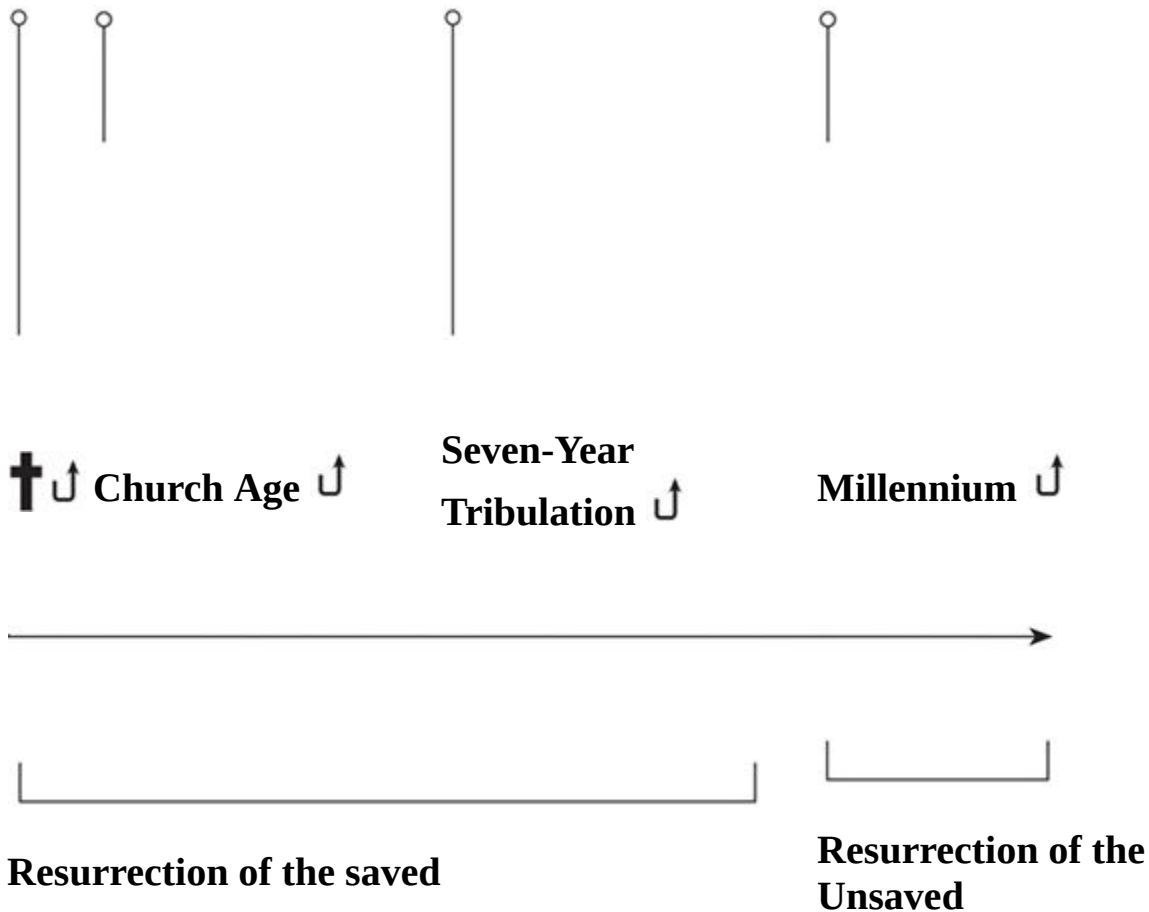 Church Age
Seven-Year
Tribulation
Millennium
Resurrection of the saved
Resurrection of the
Unsaved